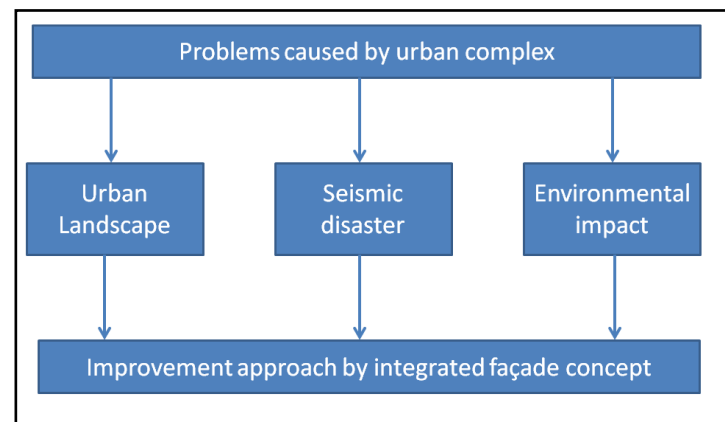 Problems caused by urban complex
Urban
Landscape
Seismic
disaster
Environmental
impact
Improvement approach by integrated façade concept